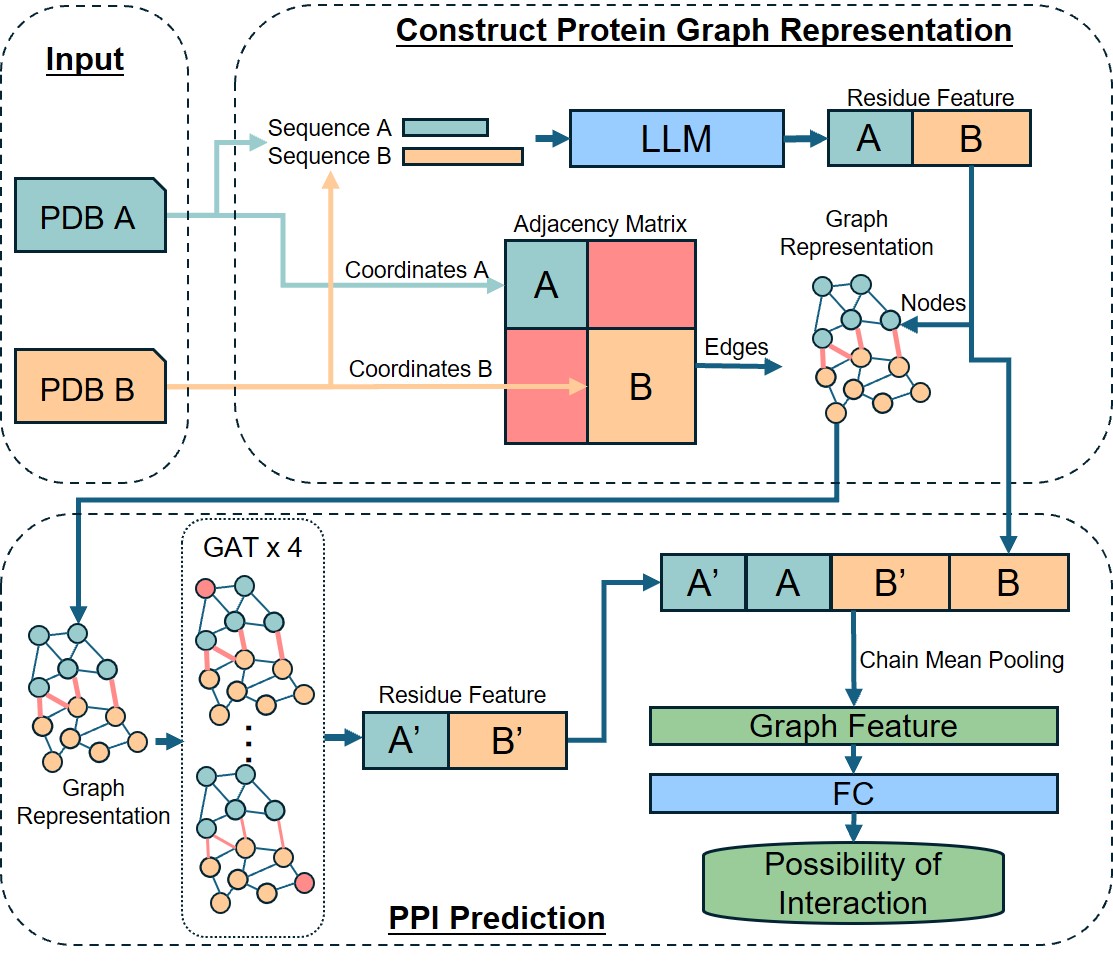 Construct Protein Graph Representation
Input
Residue Feature
Sequence A
Sequence B
LLM
A
B
PDB A
Adjacency Matrix
Graph
Representation
Coordinates A
A
Nodes
Edges
PDB B
Coordinates B
B
GAT x 4
A’
A
B’
B
Chain Mean Pooling
Residue Feature
A’
B’
Graph Feature
Graph
Representation
FC
Possibility of
Interaction
PPI Prediction